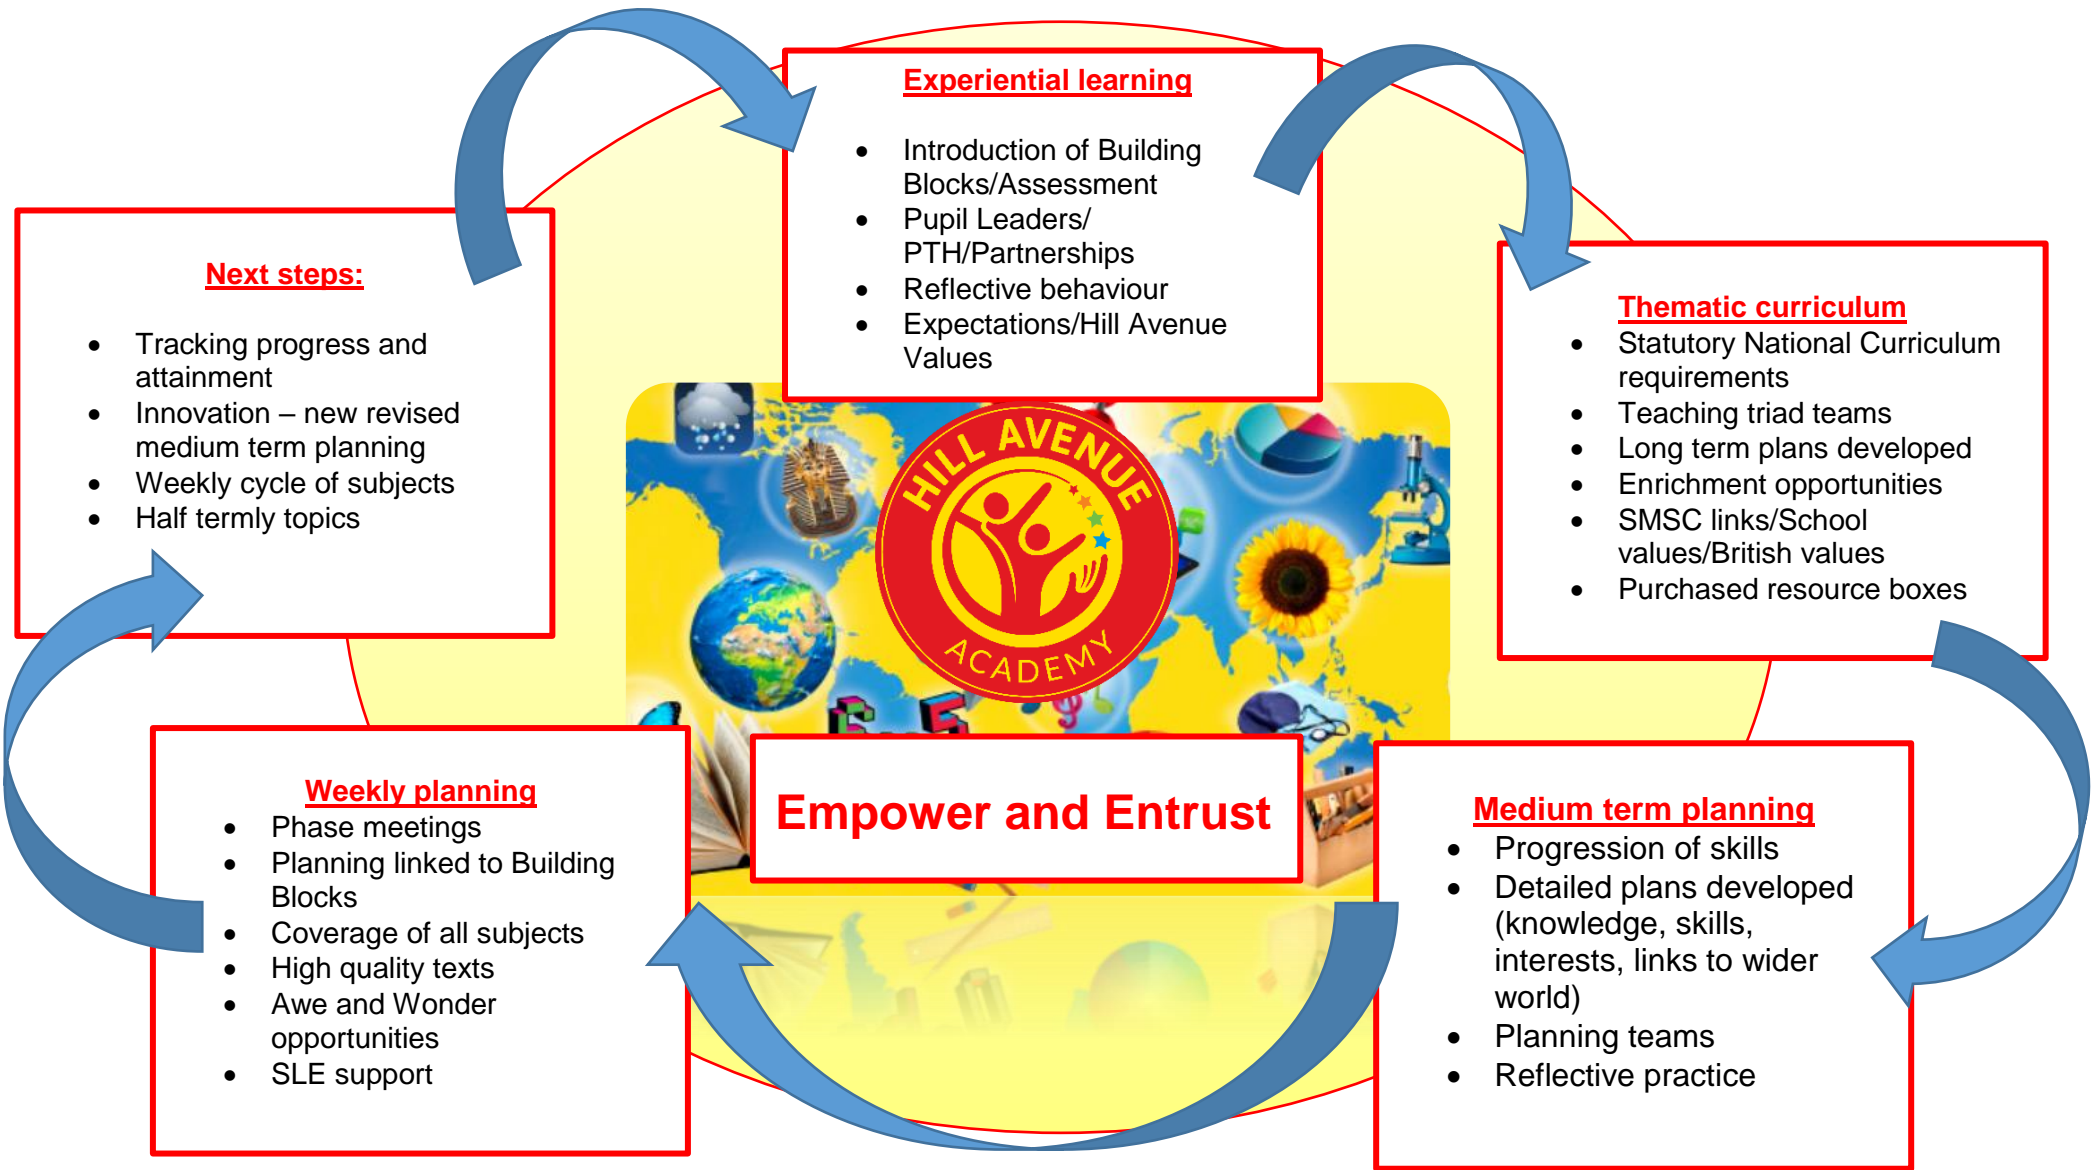 Experiential learning
• Introduction of Building
Blocks/Assessment
• Pupil Leaders/
PTH/Partnerships
• Reflective behaviour
• Expectations/Hill Avenue
Values
Thematic curriculum
• Statutory National Curriculum
requirements
• Teaching triad teams
• Long term plans developed
• Enrichment opportunities
• SMSC links/School
values/British values
• Purchased resource boxes
Medium term planning
• Progression of skills
• Detailed plans developed
(knowledge, skills,
interests, links to wider
world)
• Planning teams
• Reflective practice
Weekly planning
• Phase meetings
• Planning linked to Building
Blocks
• Coverage of all subjects
• High quality texts
• Awe and Wonder
opportunities
• SLE support
Next steps:
• Tracking progress and
attainment
• Innovation – new revised
medium term planning
• Weekly cycle of subjects
• Half termly topics
HILL AVENUE
ACADEMY
Empower and Entrust